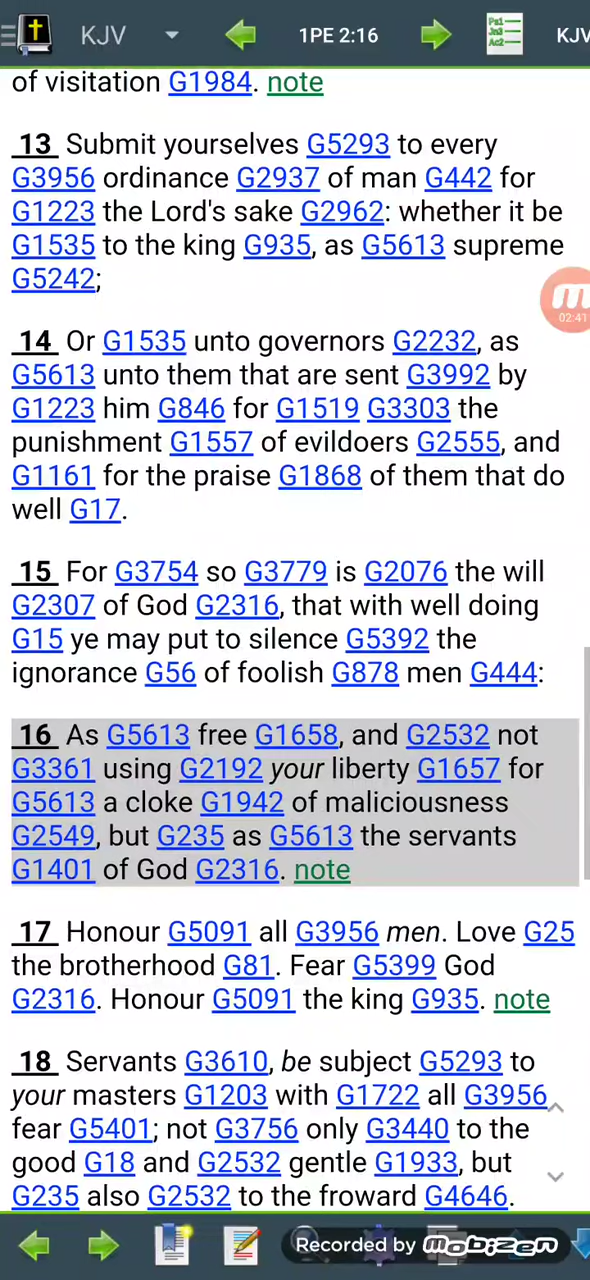 KJV 1PE 2:16 Ps1 Jn3 Ac2 KJV
of visitation G1984. note
13 Submit yourselves G5293 to every
G3956 ordinance G2937 of man G442 for
G1223 the Lord's sake G2962: whether it be
G1535 to the king G935, as G5613 supreme
G5242;
02:41
14 Or G1535 unto governors G2232, as
G5613 unto them that are sent G3992 by
G1223 him G846 for G1519 G3303 the
punishment G1557 of evildoers G2555, and
G1161 for the praise G1868 of them that do
well G17.
15 For G3754 so G3779 is G2076 the will
G2307 of God G2316, that with well doing
G15 ye may put to silence G5392 the
ignorance G56 of foolish G878 men G444:
16 As G5613 free G1658, and G2532 not
G3361 using G2192 your liberty G1657 for
G5613 a cloke G1942 of maliciousness
G2549, but G235 as G5613 the servants
G1401 of God G2316. note
17 Honour G5091 all G3956 men. Love G25
the brotherhood G81. Fear G5399 God
G2316. Honour G5091 the king G935. note
18 Servants G3610, be subject G5293 to
your masters G1203 with G1722 all G3956
fear G5401; not G3756 only G3440 to the
good G18 and G2532 gentle G1933, but
G235 also G2532 to the froward G4646.
Recorded by mobizen